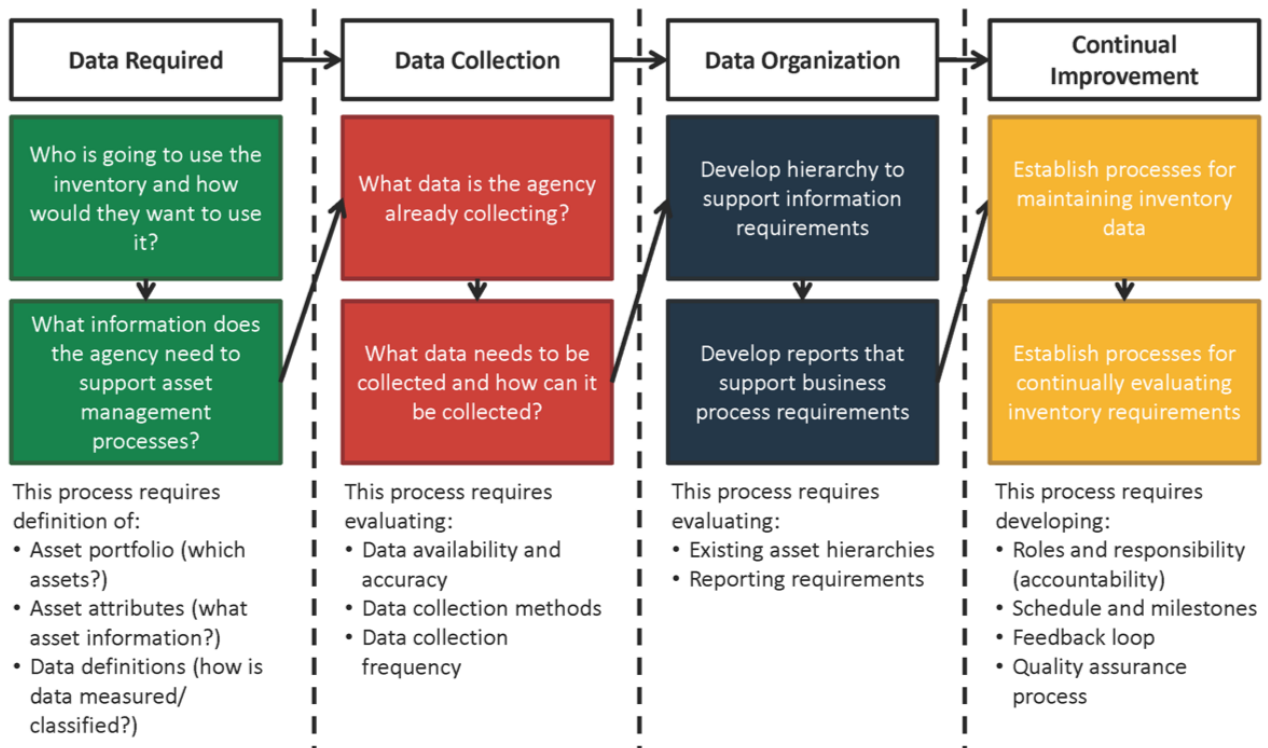 Data Required
Data Collection
Data Organization
Continual
Improvement
Who is going to use the
inventory and how
would they want to use
it?
What information does
the agency need to
support asset
management
processes?
This process requires
definition of:
• Asset portfolio (which
assets?)
• Asset attributes (what
asset information?)
• Data definitions (how is
data measured/
classified?)
What data is the agency
already collecting?
What data needs to be
collected and how can it
be collected?
This process requires
evaluating:
• Data availability and
accuracy
• Data collection methods
• Data collection
frequency
Develop hierarchy to
support information
requirements
Develop reports that
support business
process requirements
This process requires
evaluating:
• Existing asset hierarchies
• Reporting requirements
Establish processes for
maintaining inventory
data
Establish processes for
continually evaluating
inventory requirements
This process requires
developing:
• Roles and responsibility
(accountability)
• Schedule and milestones
• Feedback loop
• Quality assurance
process